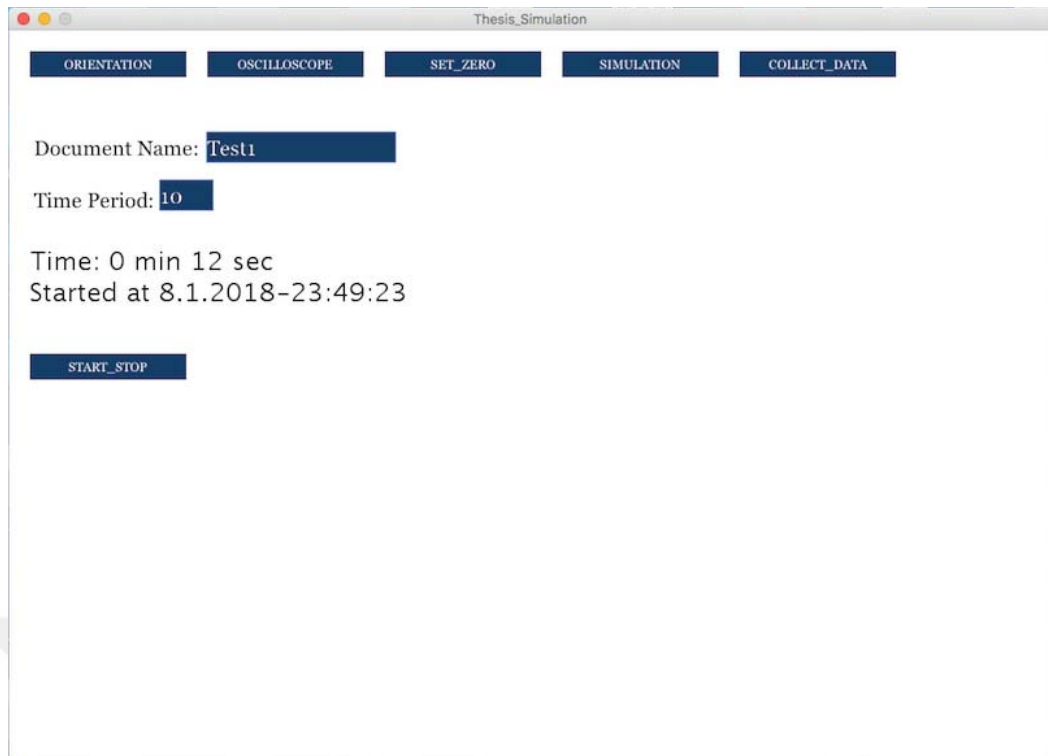 Thesis_Simulation
ORIENTATION OSCILLOSCOPE SET_ZERO SIMULATION COLLECT_DATA
Document Name: Test1
Time Period: 10
Time: 0 min 12 sec
Started at 8.1.2018-23:49:23
START_STOP